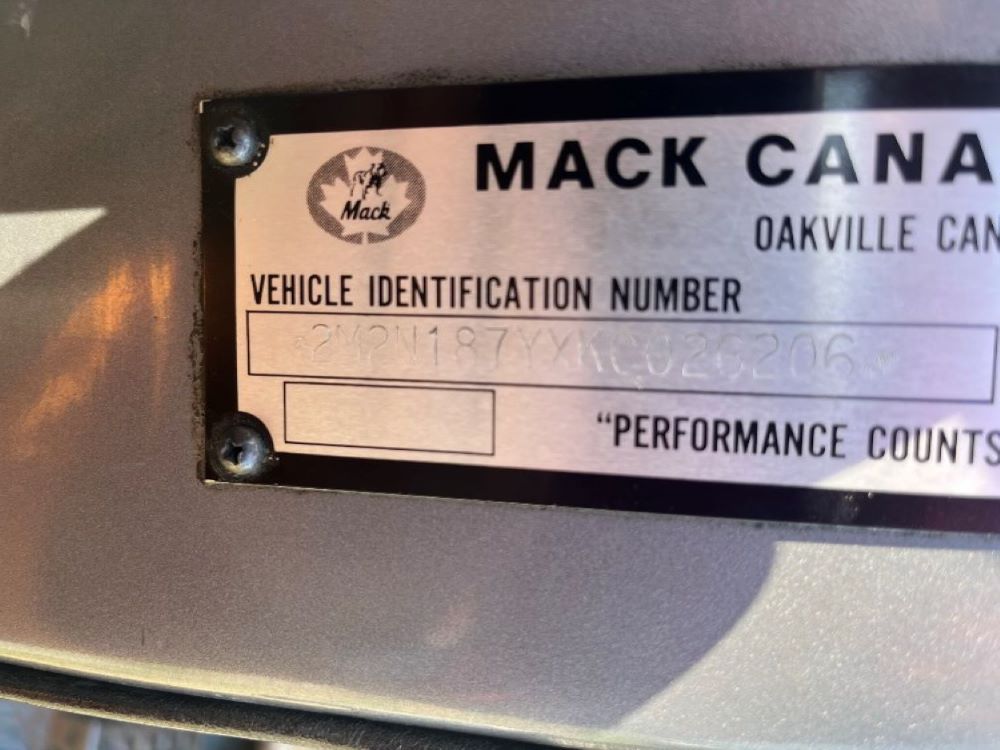 Mack
MACK CANA
OAKVILLE CAN
VEHICLE IDENTIFICATION NUMBER
*2M2N187YXKC026206*
"PERFORMANCE COUNTS